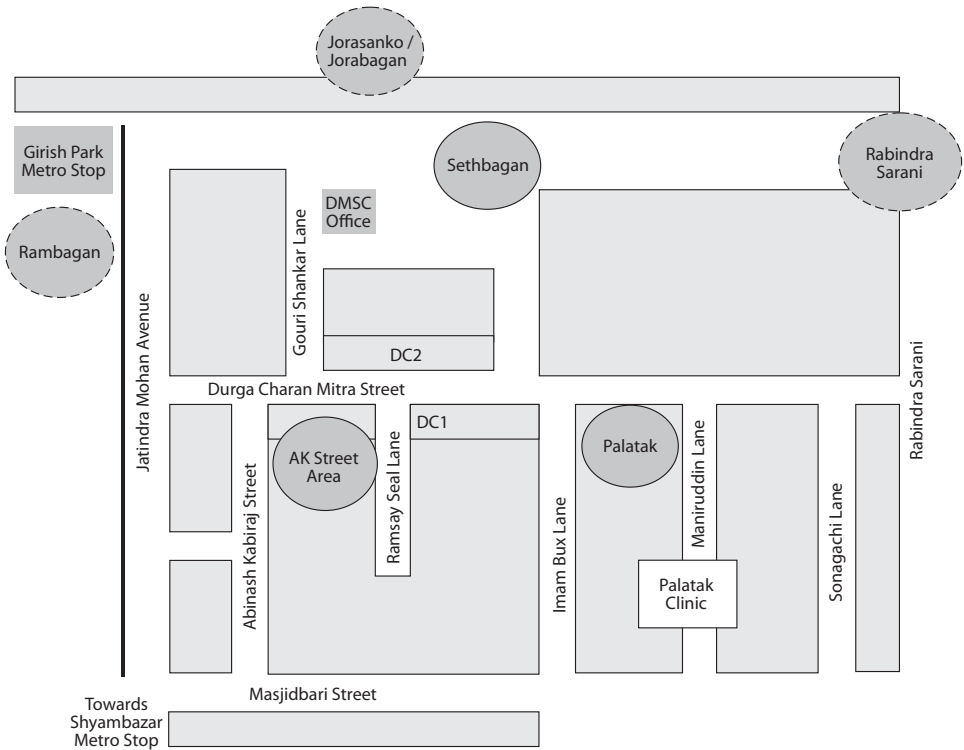 Jorasanko /
Jorabagan
Girish Park
Metro Stop
Sethbagan
Rabindra
Sarani
DMSC
Office
Rambagan
Gouri Shankar Lane
Jatindra Mohan Avenue
DC2
Rabindra Sarani
Durga Charan Mitra Street
DC1
AK Street
Area
Ramsay Seal Lane
Palatak
Maniruddin Lane
Abinash Kabiraj Street
Imam Bux Lane
Sonagachi Lane
Palatak
Clinic
Masjidbari Street
Towards
Shyambazar
Metro Stop